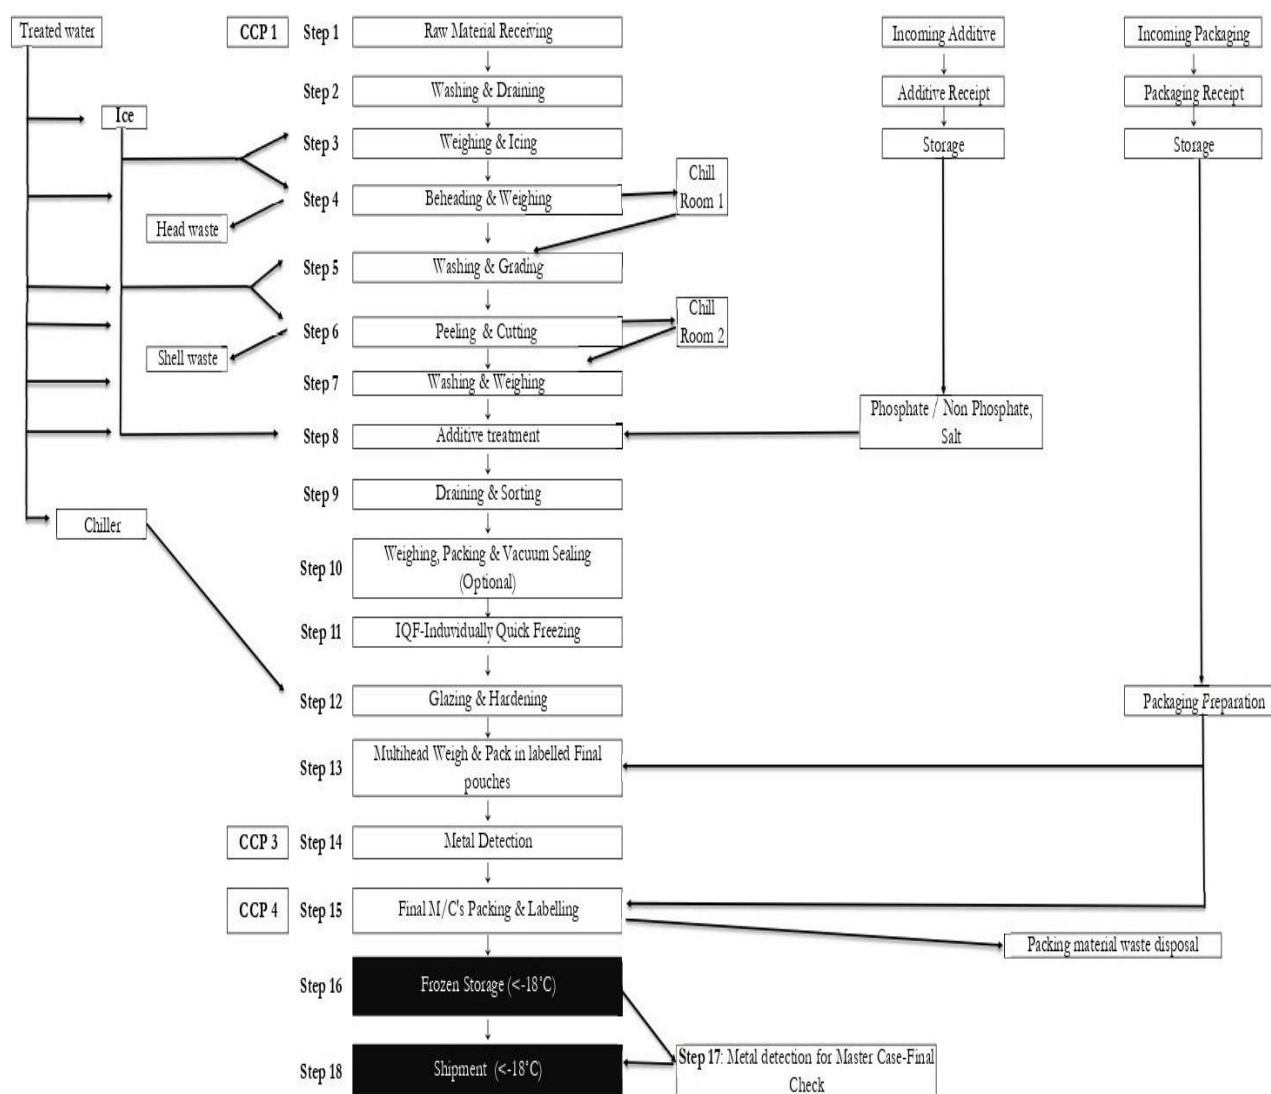 Treated water
CCP 1
Step 1
Raw Material Receiving
Incoming Additive
Incoming Packaging
Step 2
Washing & Draining
Additive Receipt
Packaging Receipt
Ice
Step 3
Weighing & Icing
Storage
Storage
Step 4
Beheading & Weighing
Chill
Room 1
Head waste
Step 5
Washing & Grading
Step 6
Peeling & Cutting
Chill
Room 2
Shell waste
Step 7
Washing & Weighing
Phosphate / Non Phosphate,
Salt
Step 8
Additive treatment
Step 9
Draining & Sorting
Chiller
Step 10
Weighing, Packing & Vacuum Sealing
(Optional)
Step 11
IQF-Induvidually Quick Freezing
Step 12
Glazing & Hardening
Packaging Preparation
Step 13
Multihead Weigh & Pack in labelled Final
pouches
CCP 3
Step 14
Metal Detection
CCP 4
Step 15
Final M/C's Packing & Labelling
Packing material waste disposal
Step 16
Frozen Storage (<-18°C)
Step 17: Metal detection for Master Case-Final
Check
Step 18
Shipment (<-18°C)